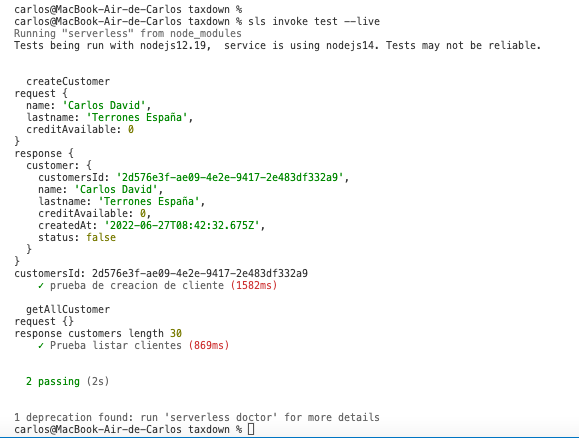 carlos@MacBook-Air-de-Carlos taxdown %
carlos@MacBook-Air-de-Carlos taxdown % sls invoke test --live
Running "serverless" from node_modules
Tests being run with nodejs12.19,  service is using nodejs14. Tests may not be reliable.
createCustomer
request {
name: 'Carlos David',
lastname: 'Terrones España',
creditAvailable: 0
}
response {
customer: {
customersId: '2d576e3f-ae09-4e2e-9417-2e483df332a9',
name: 'Carlos David',
lastname: 'Terrones España',
creditAvailable: 0,
createdAt: '2022-06-27T08:42:32.675Z',
status: false
}
}
customersId: 2d576e3f-ae09-4e2e-9417-2e483df332a9
✓ prueba de creacion de cliente (1582ms)
getAllCustomer
request {}
response customers length 30
✓ Prueba listar clientes (869ms)
2 passing (2s)
1 deprecation found: run 'serverless doctor' for more details
carlos@MacBook-Air-de-Carlos taxdown %